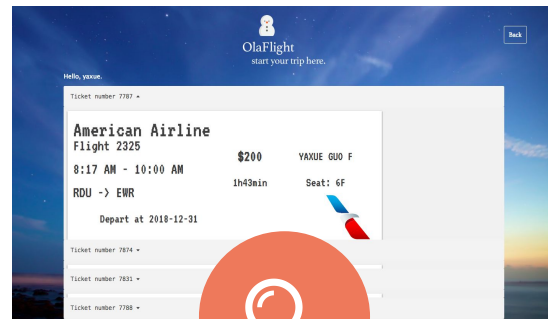 OlaFlight
start your trip here.
Back
Hello, yaxue.
Ticket number 7787
American Airline
Flight 2325
$200
YAXUE GUO F
8:17 AM - 10:00 AM
1h43min
Seat: 6F
RDU -> EWR
Depart at 2018-12-31
Ticket number 7874
Ticket number 7831
Ticket number 7788